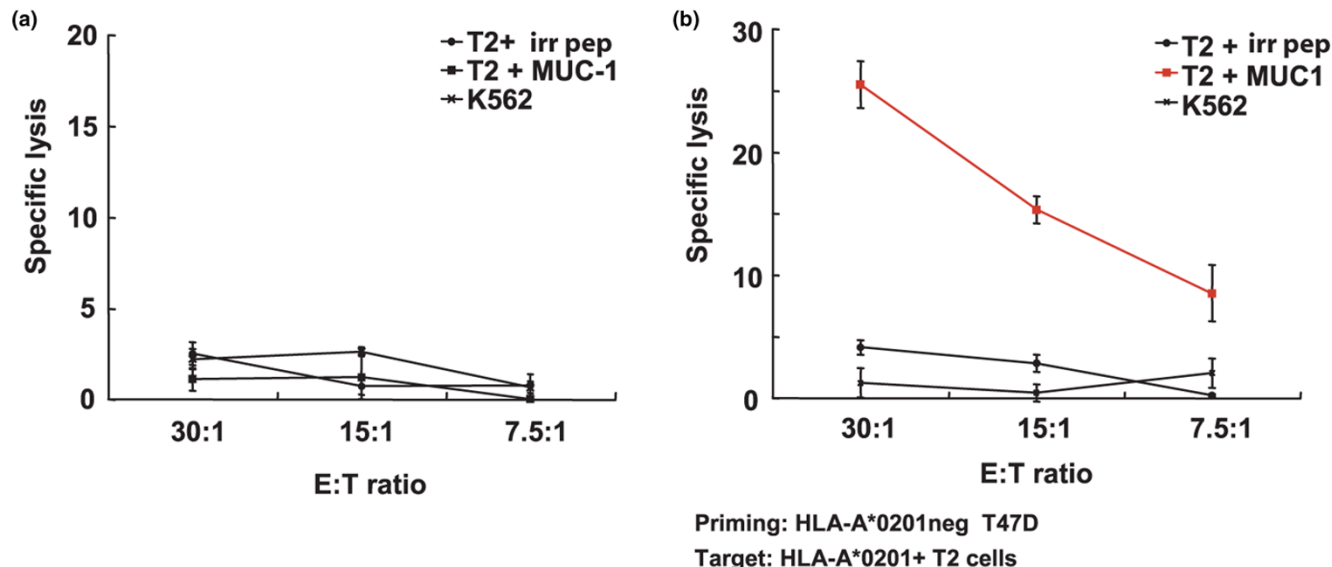 (a)
20
15
10
5
0
Specific lysis
T2+ irr pep
T2 + MUC-1
K562
30:1
15:1
7.5:1
E:T ratio
(b)
30
20
10
0
Specific lysis
T2 + irr pep
T2 + MUC1
K562
30:1
15:1
7.5:1
E:T ratio
Priming: HLA-A*0201neg T47D
Target: HLA-A*0201+ T2 cells